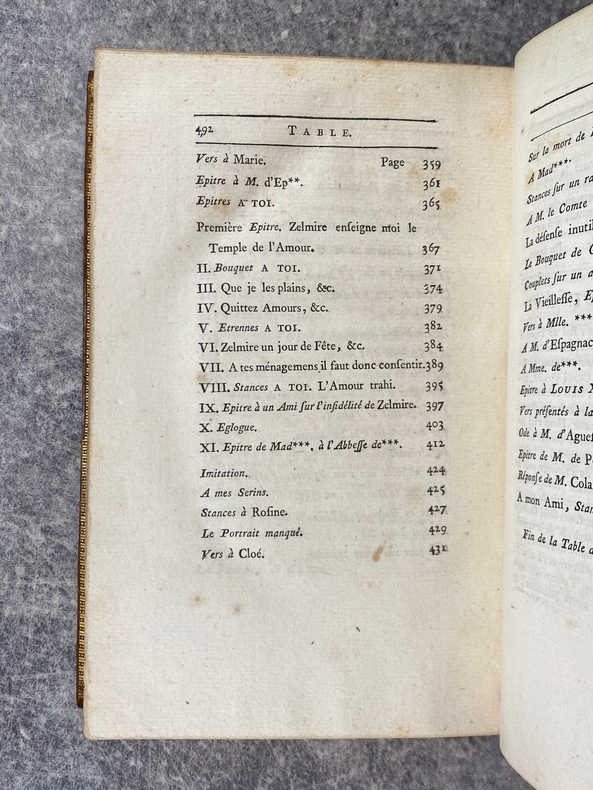 492 TABLE.
Vers à Marie. Page 359
Epitre à M. d'Ep**. 361
Epitres A TOI. 365
Première Epitre. Zelmire enſeigne moi le
Temple de l'Amour. 367
II. Bouquet A TOI. 371
III. Que je les plains, &c. 374
IV. Quittez Amours, &c. 379
V. Etrennes A TOI. 382
VI. Zelmire un jour de Fête, &c. 384
VII. A tes ménagemens il faut donc conſentir. 389
VIII. Stances A TOI. L'Amour trahi. 395
IX. Epitre à un Ami ſur l'infidélité de Zelmire. 397
X. Eglogue. 403
XI. Epitre de Mad***. à l'Abbeſſe de***. 412
Imitation. 424
A mes Serins. 425
Stances à Roſine. 427
Le Portrait manqué. 429
Vers à Cloé. 431
Sur la mort de
A Mad***.
Stances ſur un
A M. le Comte
La défenſe
Le Bouquet de
Couplets ſur un
La Vieilleſſe,
Vers à Mlle. ***
A M. d'Eſpagnac
A Mme. de***.
Epitre à LOUIS
Vers préſentés à
Ode à M.
Epitre de M. de
Réponſe de M.
A mon Ami,
Fin de la Table